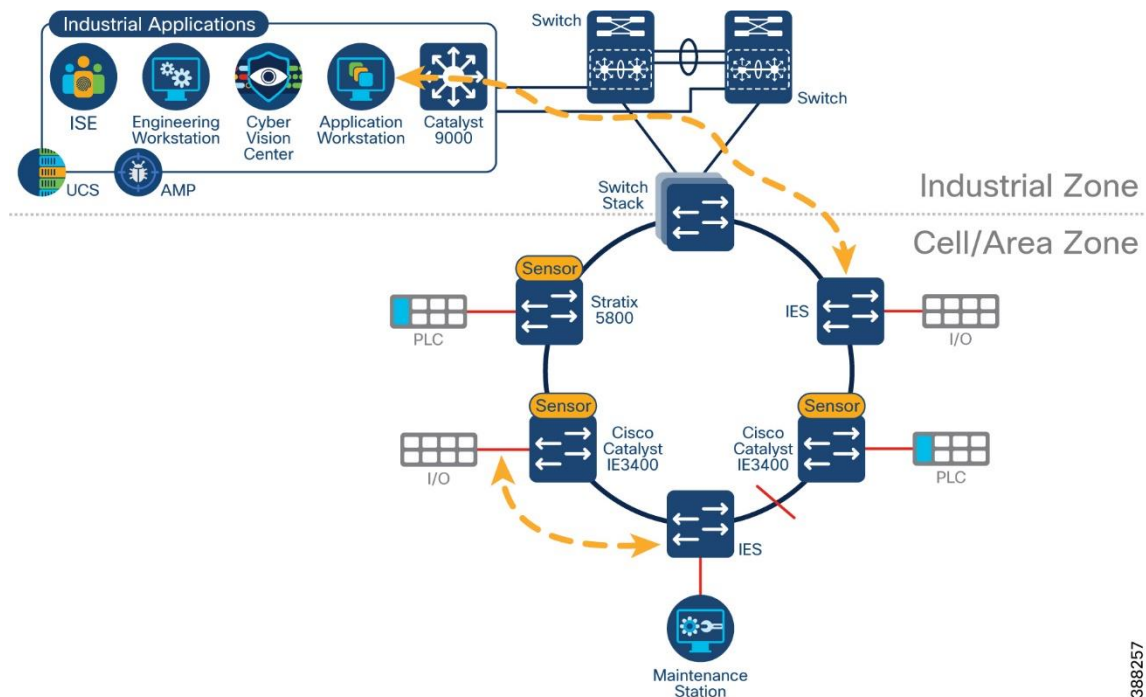 Industrial Applications
ISE
Engineering
Workstation
Cyber
Vision
Center
Application
Workstation
Catalyst
9000
UCS
AMP
Switch
Switch
Switch
Stack
Industrial Zone
Cell/Area Zone
Sensor
Stratix
5800
PLC
IES
I/O
Sensor
Cisco
Catalyst
IE3400
I/O
Sensor
Cisco
Catalyst
IE3400
PLC
IES
Maintenance
Station
388257